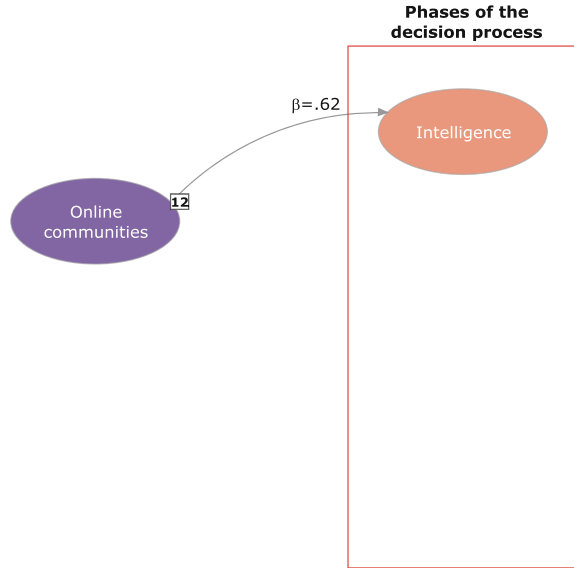 Phases of the
decision process
β=.62
Intelligence
12
Online
communities